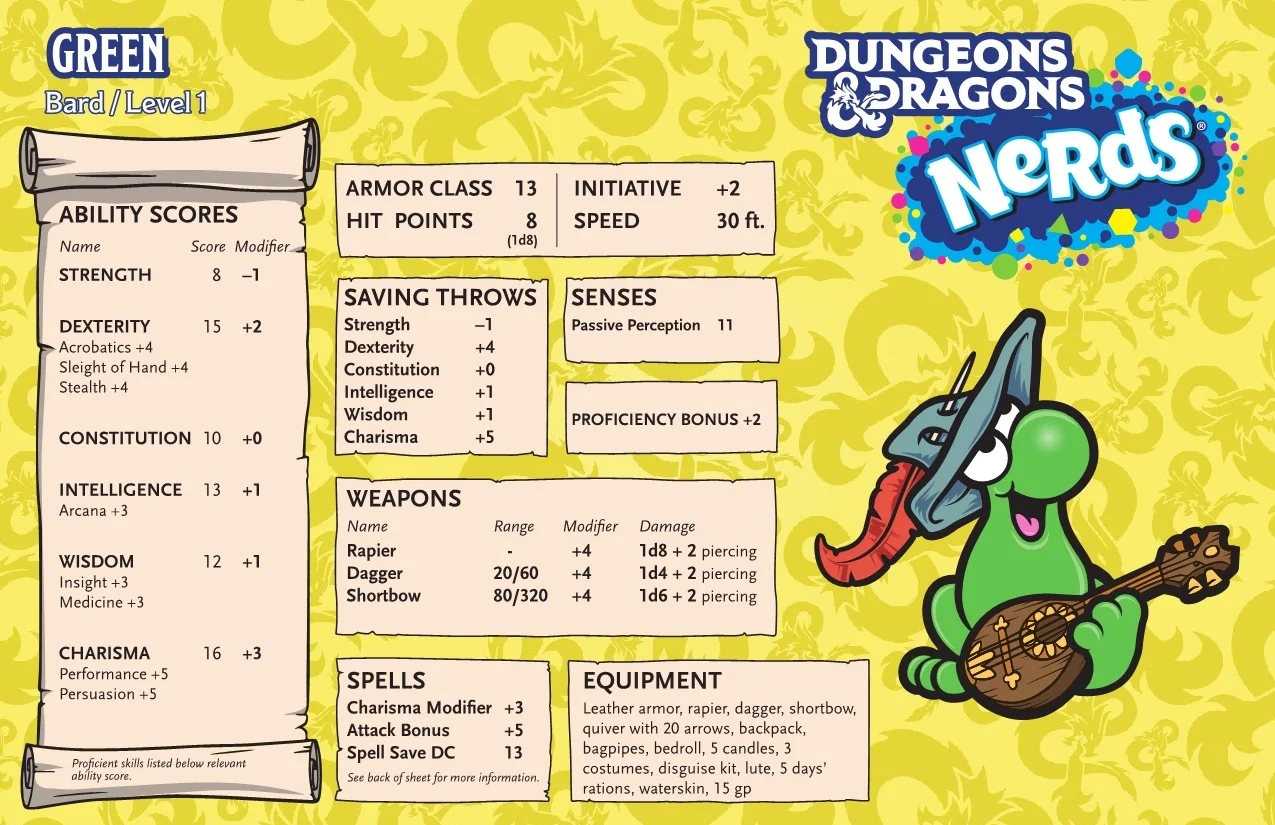 GREEN
Bard / Level 1
DUNGEONS
& DRAGONS
NeRdS®
ABILITY SCORES
Name Score Modifier
STRENGTH 8 –1
DEXTERITY 15 +2
Acrobatics +4
Sleight of Hand +4
Stealth +4
CONSTITUTION 10 +0
INTELLIGENCE 13 +1
Arcana +3
WISDOM 12 +1
Insight +3
Medicine +3
CHARISMA 16 +3
Performance +5
Persuasion +5
Proficient skills listed below relevant
ability score.
ARMOR CLASS 13
HIT POINTS 8
(1d8)
INITIATIVE +2
SPEED 30 ft.
SAVING THROWS
Strength –1
Dexterity +4
Constitution +0
Intelligence +1
Wisdom +1
Charisma +5
SENSES
Passive Perception 11
PROFICIENCY BONUS +2
WEAPONS
Name Range Modifier Damage
Rapier - +4 1d8 + 2 piercing
Dagger 20/60 +4 1d4 + 2 piercing
Shortbow 80/320 +4 1d6 + 2 piercing
SPELLS
Charisma Modifier +3
Attack Bonus +5
Spell Save DC 13
See back of sheet for more information.
EQUIPMENT
Leather armor, rapier, dagger, shortbow,
quiver with 20 arrows, backpack,
bagpipes, bedroll, 5 candles, 3
costumes, disguise kit, lute, 5 days'
rations, waterskin, 15 gp